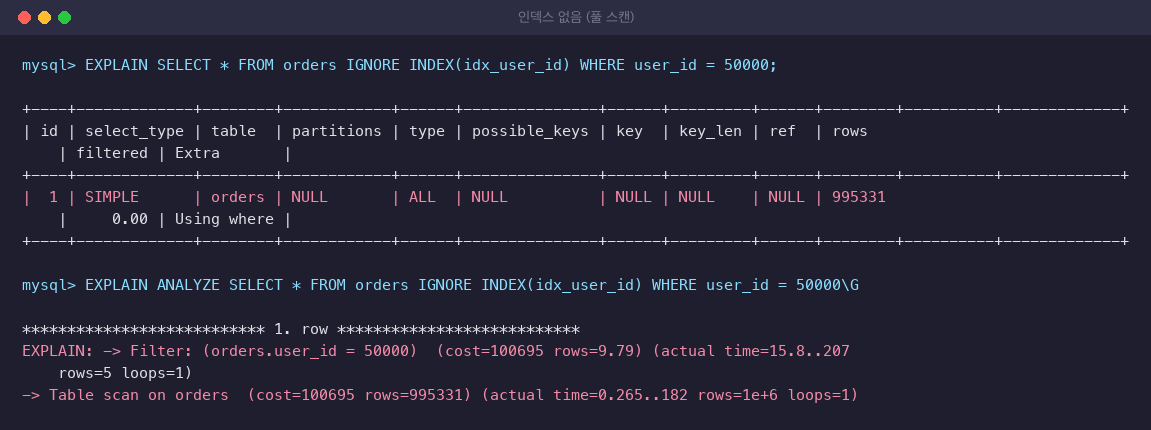 인덱스 없음 (풀 스캔)
mysql> EXPLAIN SELECT * FROM orders IGNORE INDEX(idx_user_id) WHERE user_id = 50000;
+----+-------------+--------+------------+------+---------------+------+---------+------+--------+----------+-------------+
| id | select_type | table  | partitions | type | possible_keys | key  | key_len | ref  | rows
    | filtered | Extra       |
+----+-------------+--------+------------+------+---------------+------+---------+------+--------+----------+-------------+
|  1 | SIMPLE      | orders | NULL       | ALL  | NULL          | NULL | NULL    | NULL | 995331
    |     0.00 | Using where |
+----+-------------+--------+------------+------+---------------+------+---------+------+--------+----------+-------------+
mysql> EXPLAIN ANALYZE SELECT * FROM orders IGNORE INDEX(idx_user_id) WHERE user_id = 50000\G
*************************** 1. row ***************************
EXPLAIN: -> Filter: (orders.user_id = 50000)  (cost=100695 rows=9.79) (actual time=15.8..207
    rows=5 loops=1)
-> Table scan on orders  (cost=100695 rows=995331) (actual time=0.265..182 rows=1e+6 loops=1)